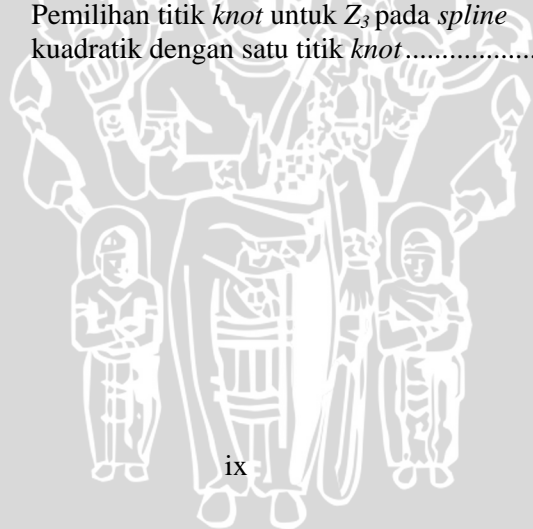 Pemilihan titik knot untuk Z3 pada spline
kuadratik dengan satu titik knot..................
ix